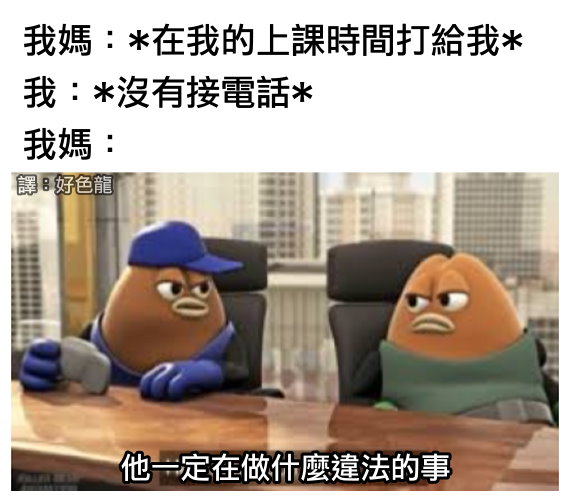 我媽：*在我的上課時間打給我*
我：*沒有接電話*
我媽：
譯：好色龍
他一定在做什麼違法的事